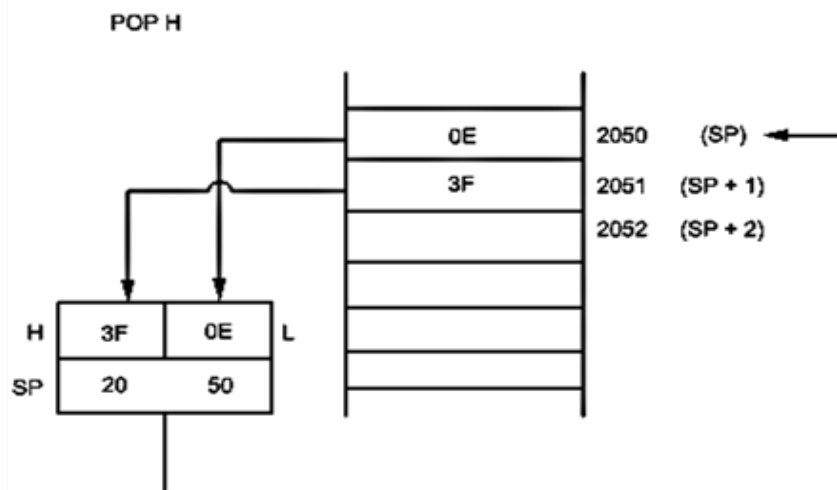 POP H
0E 2050 (SP)
3F 2051 (SP + 1)
2052 (SP + 2)
H 3F 0E L
SP 20 50